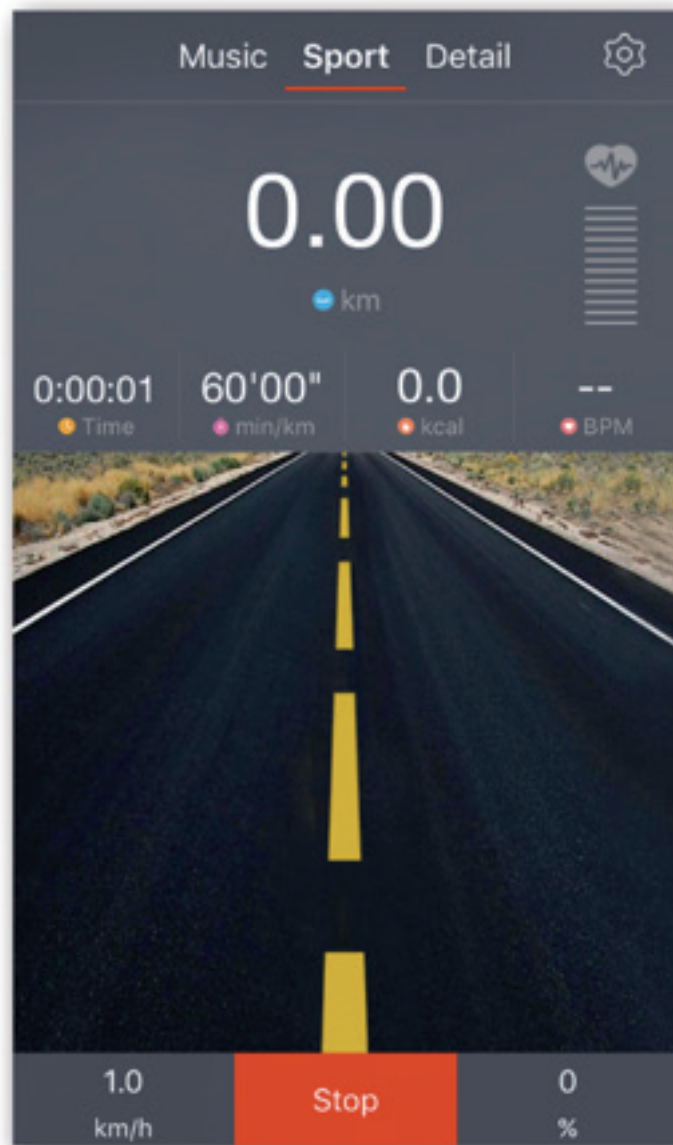 Music Sport Detail
0.00
km
0:00:01 60'00" 0.0 --
Time min/km kcal BPM
1.0 Stop 0
km/h %